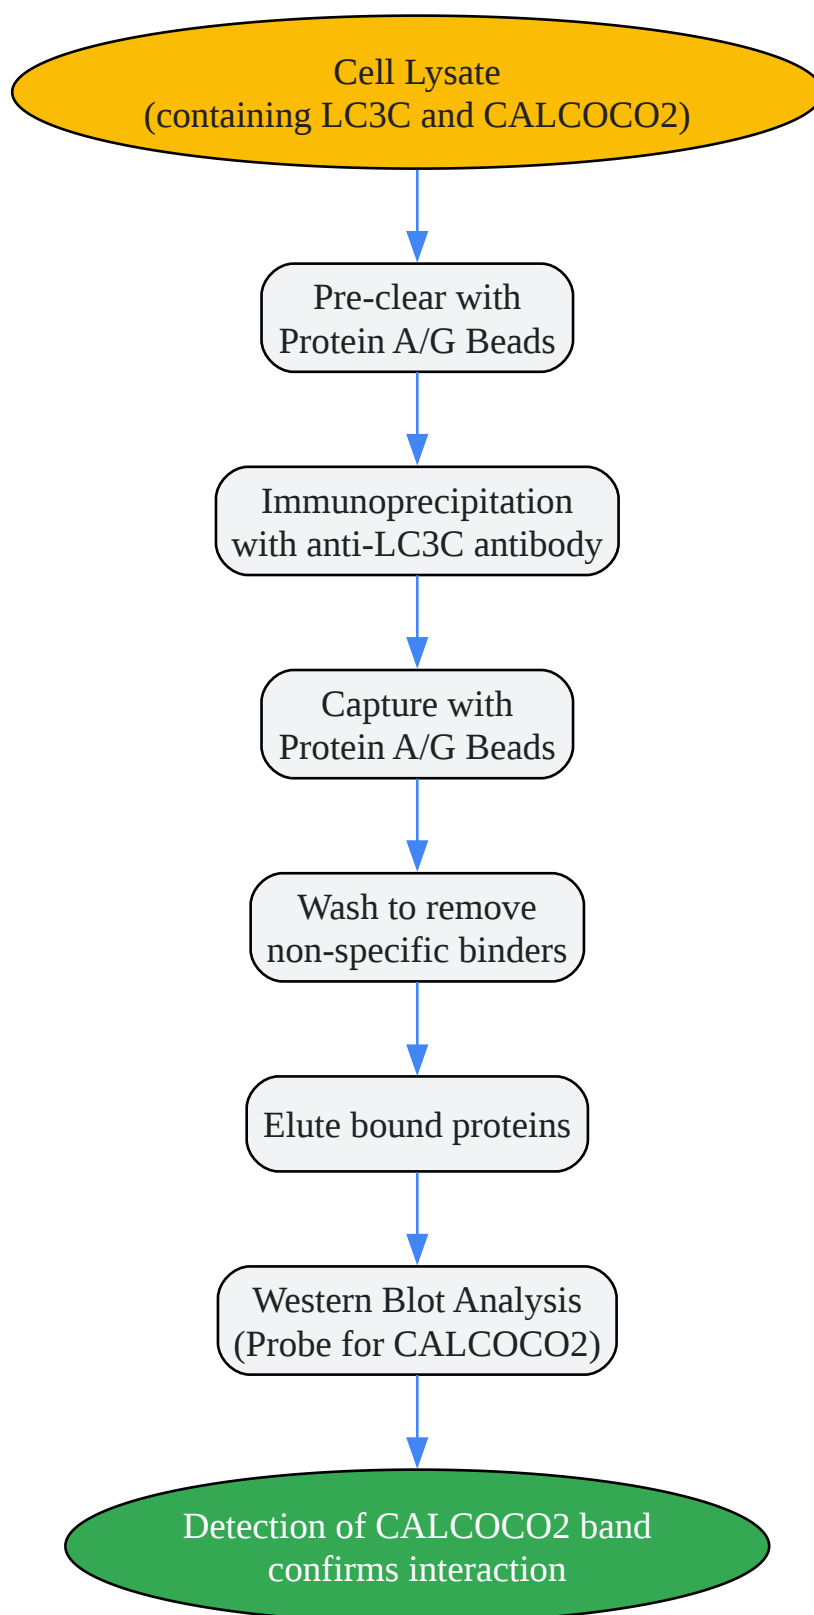 Cell Lysate
(containing LC3C and CALCOCO2)
Pre-clear with
Protein A/G Beads
Immunoprecipitation
with anti-LC3C antibody
Capture with
Protein A/G Beads
Wash to remove
non-specific binders
Elute bound proteins
Western Blot Analysis
(Probe for CALCOCO2)
Detection of CALCOCO2 band
confirms interaction